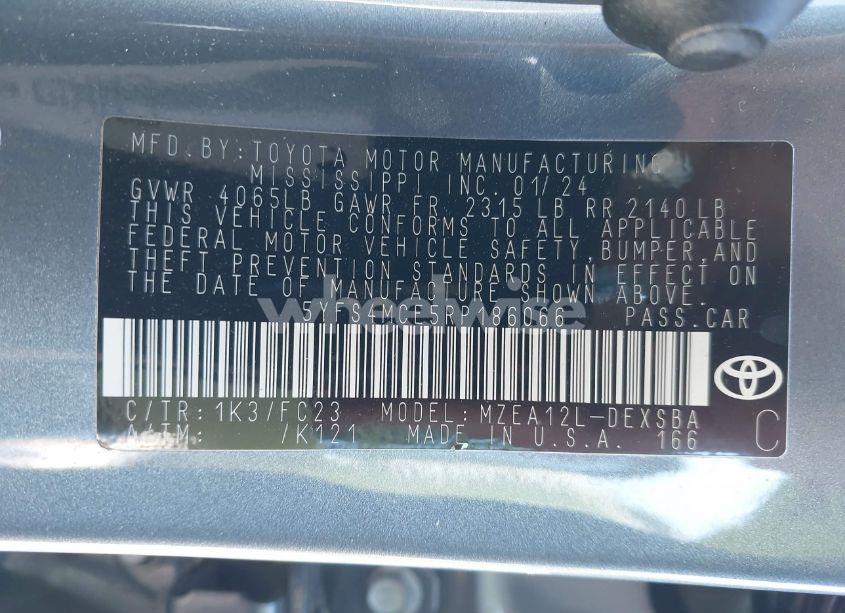 MFD. BY: TOYOTA MOTOR MANUFACTURING
MISSISSIPPI INC. 01/24
GVWR 4065LB GAWR FR 2315 LB RR 2140 LB
THIS VEHICLE CONFORMS TO ALL APPLICABLE
FEDERAL MOTOR VEHICLE SAFETY, BUMPER, AND
THEFT PREVENTION STANDARDS IN EFFECT ON
THE DATE OF MANUFACTURE SHOWN ABOVE.
wheelwise
PASS. CAR
C/TR: 1K3/FC23 MODEL: MZEA12L-DEXSBA
A/TM: /K121 MADE IN U.S.A. 166
C